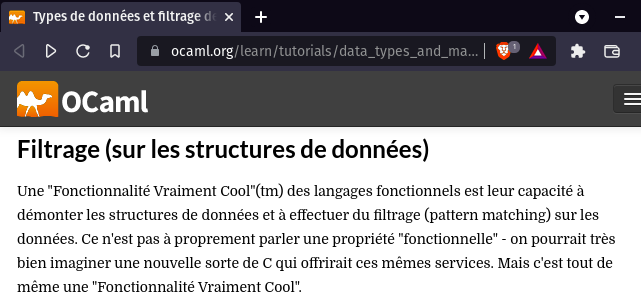 Types de données et filtrage d
ocaml.org/learn/tutorials/data_types_and_ma...
1
OCaml
Filtrage (sur les structures de données)
Une "Fonctionnalité Vraiment Cool"(tm) des langages fonctionnels est leur capacité à
démonter les structures de données et à effectuer du filtrage (pattern matching) sur les
données. Ce n'est pas à proprement parler une propriété "fonctionnelle" - on pourrait très
bien imaginer une nouvelle sorte de C qui offrirait ces mêmes services. Mais c'est tout de
même une "Fonctionnalité Vraiment Cool".